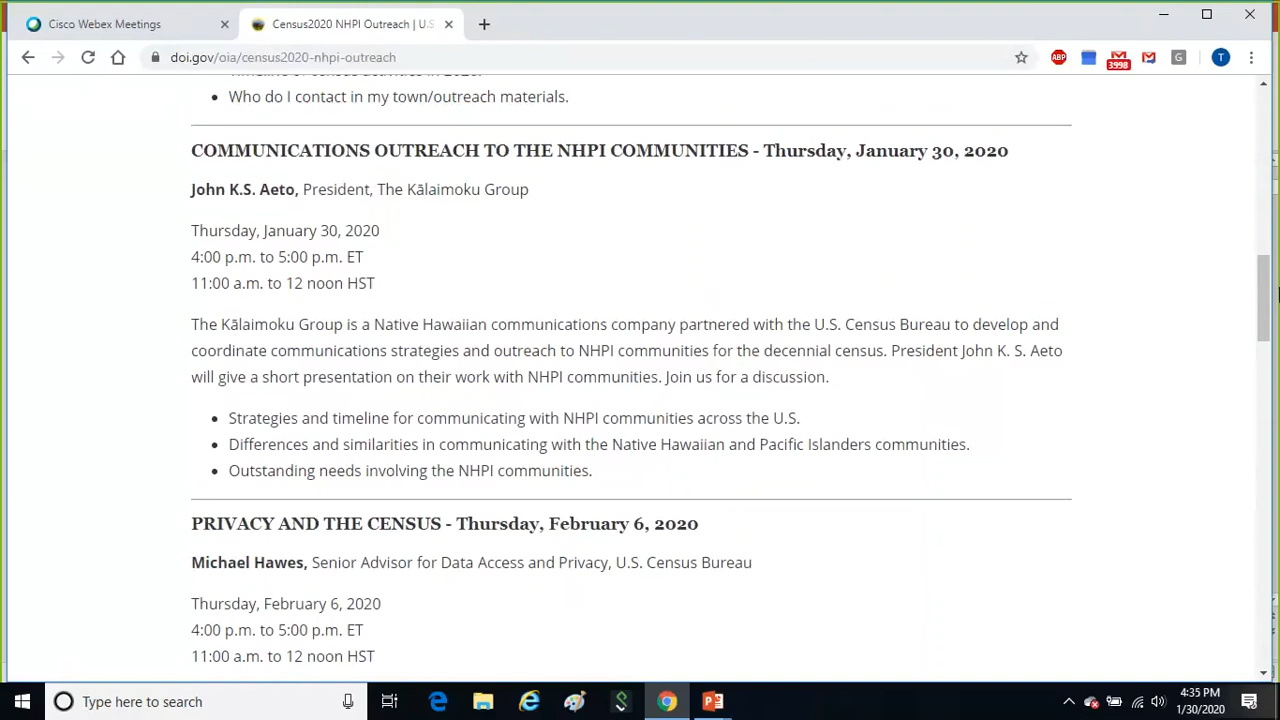 Cisco Webex Meetings
Census2020 NHPI Outreach | U.S
doi.gov/oia/census2020-nhpi-outreach
ABP
3998
G
T
Timeline of census activities in 2020.
Who do I contact in my town/outreach materials.
COMMUNICATIONS OUTREACH TO THE NHPI COMMUNITIES - Thursday, January 30, 2020
John K.S. Aeto, President, The Kālaimoku Group
Thursday, January 30, 2020
4:00 p.m. to 5:00 p.m. ET
11:00 a.m. to 12 noon HST
The Kālaimoku Group is a Native Hawaiian communications company partnered with the U.S. Census Bureau to develop and
coordinate communications strategies and outreach to NHPI communities for the decennial census. President John K. S. Aeto
will give a short presentation on their work with NHPI communities. Join us for a discussion.
Strategies and timeline for communicating with NHPI communities across the U.S.
Differences and similarities in communicating with the Native Hawaiian and Pacific Islanders communities.
Outstanding needs involving the NHPI communities.
PRIVACY AND THE CENSUS - Thursday, February 6, 2020
Michael Hawes, Senior Advisor for Data Access and Privacy, U.S. Census Bureau
Thursday, February 6, 2020
4:00 p.m. to 5:00 p.m. ET
11:00 a.m. to 12 noon HST
Type here to search
4:35 PM
1/30/2020